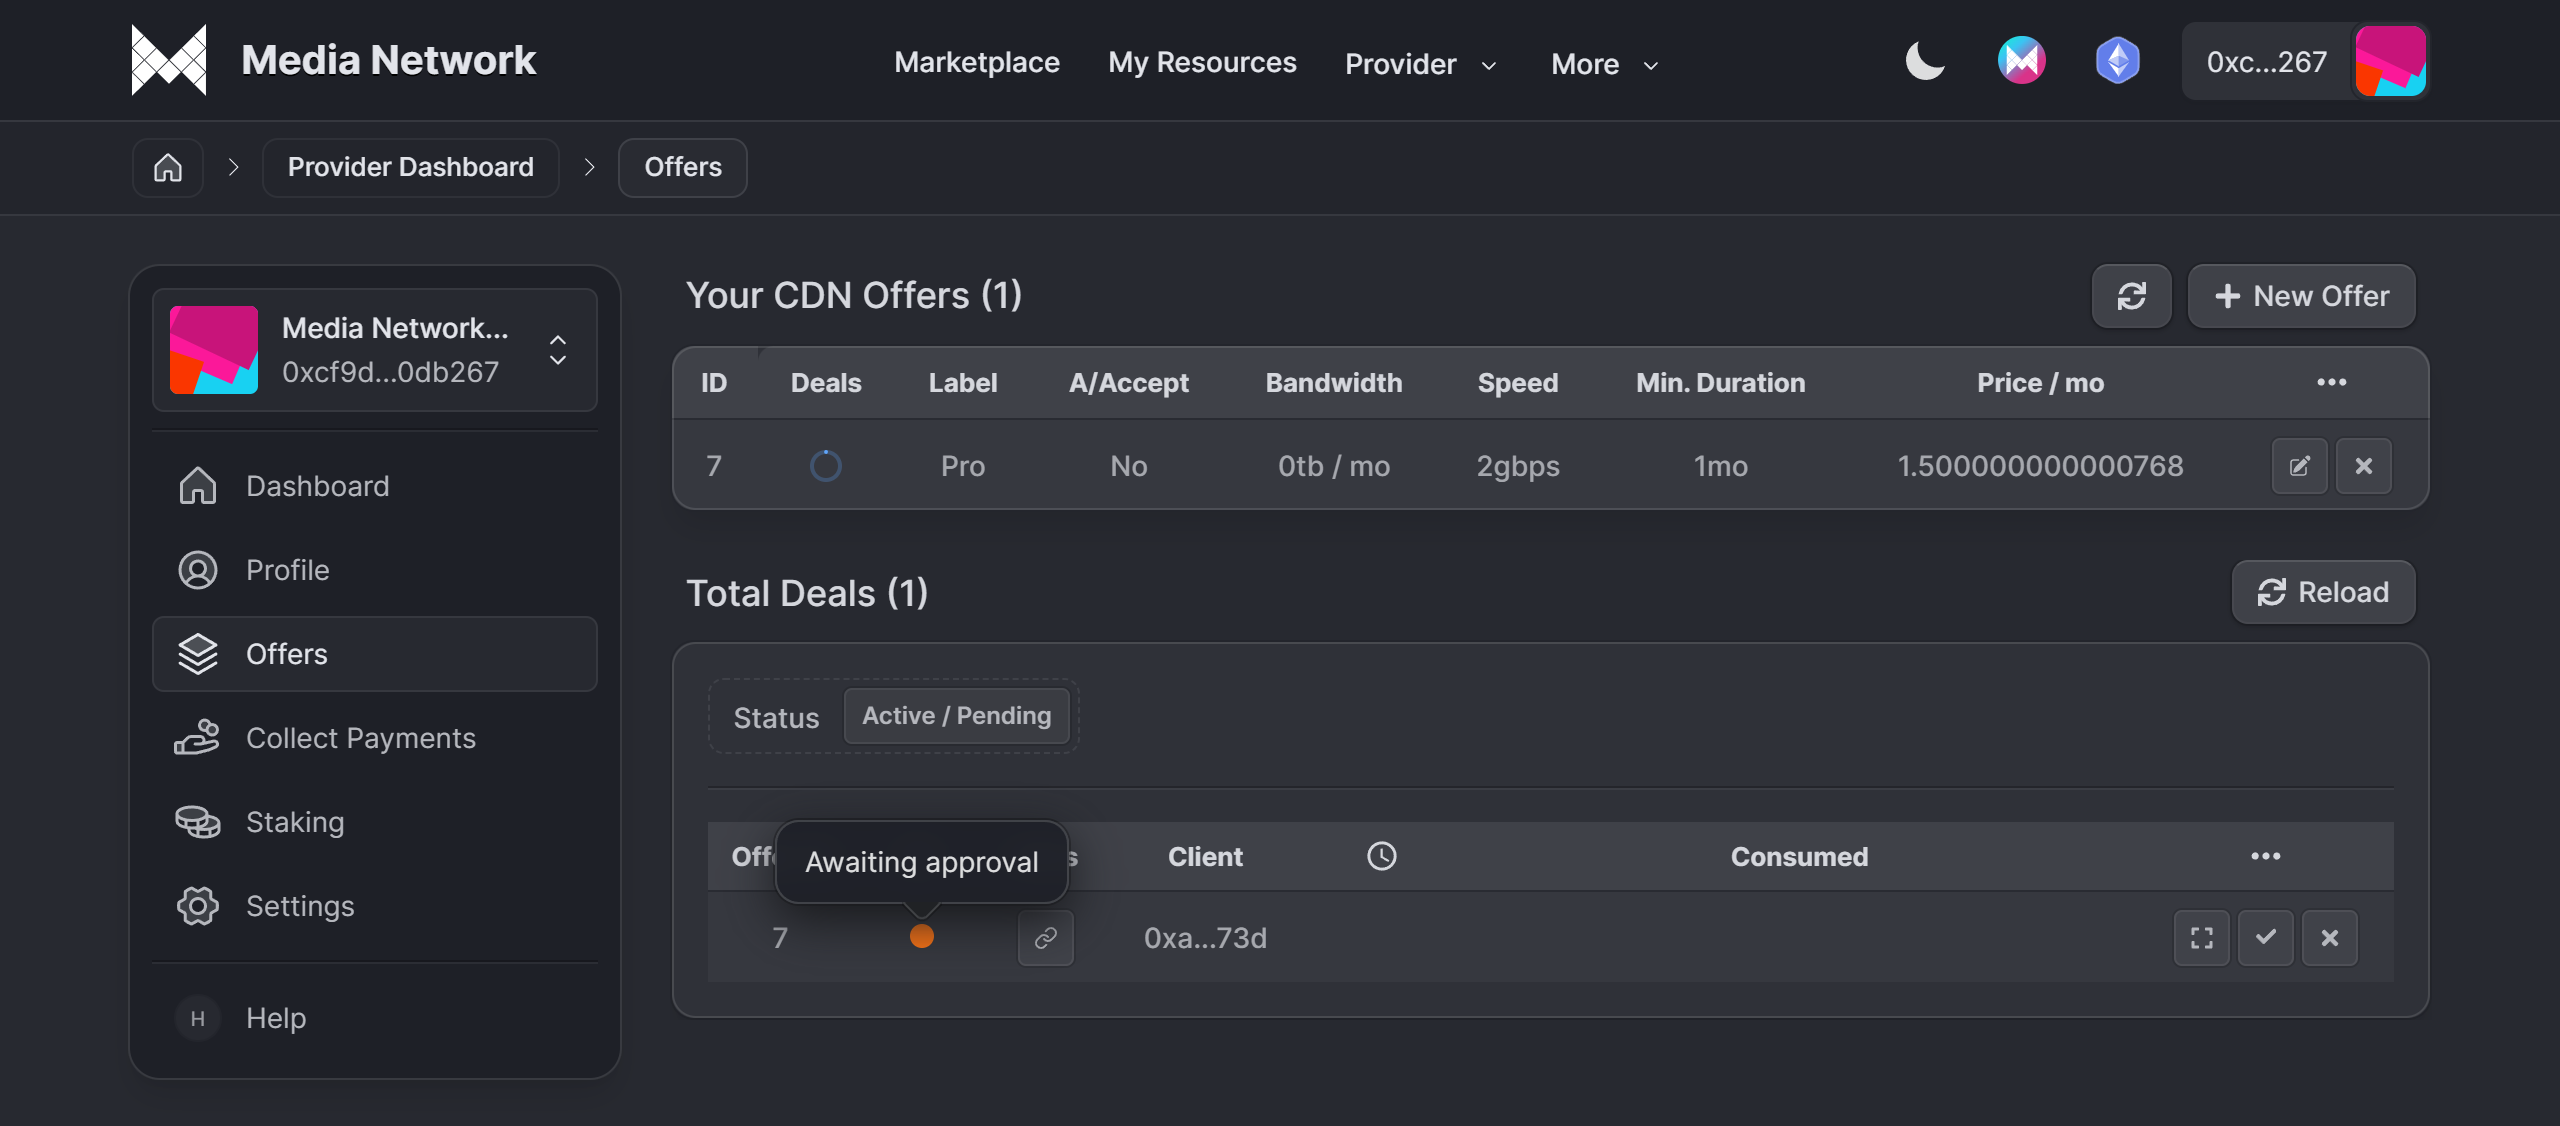 Media Network
Marketplace My Resources Provider More
0xc...267
Provider Dashboard Offers
Media Network...
0xcf9d...0db267
Dashboard
Profile
Offers
Collect Payments
Staking
Settings
H Help
Your CDN Offers (1)
New Offer
ID Deals Label A/Accept Bandwidth Speed Min. Duration Price / mo
7 Pro No 0tb / mo 2gbps 1mo 1.500000000000768
Total Deals (1)
Reload
Status Active / Pending
Awaiting approval
Client Consumed
7 0xa...73d